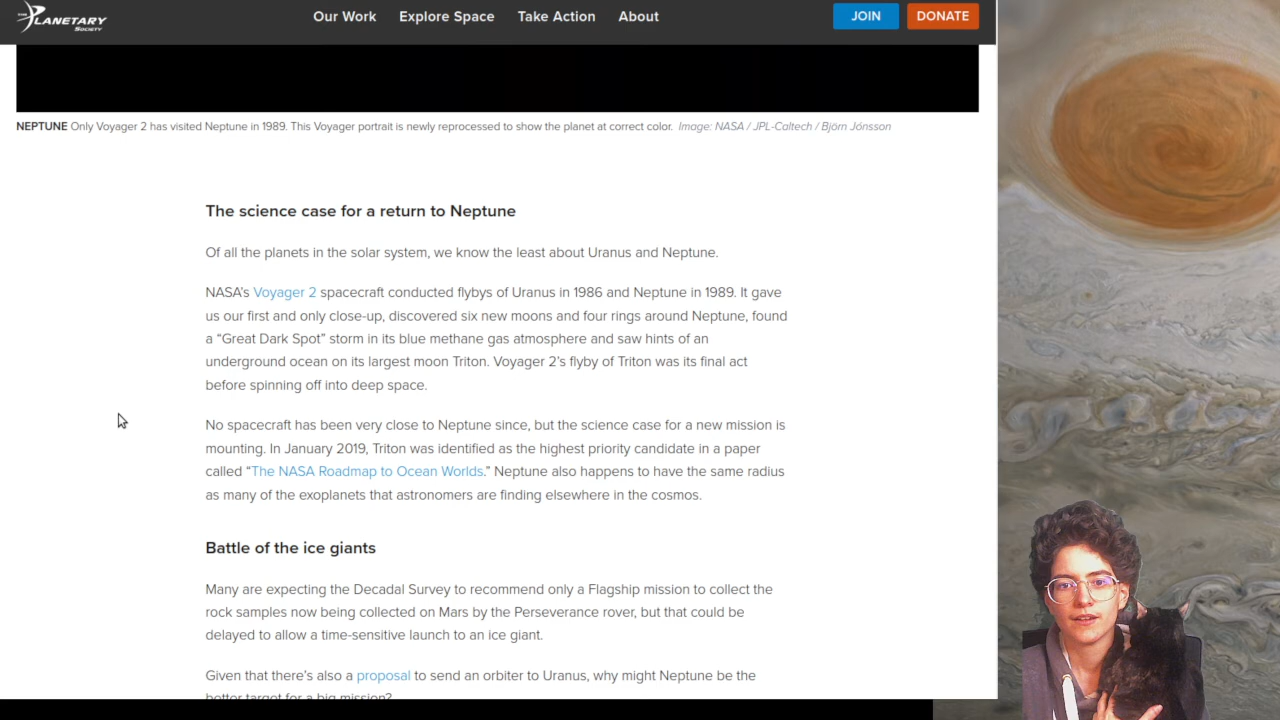 THE PLANETARY SOCIETY
Our Work Explore Space Take Action About JOIN DONATE
NEPTUNE Only Voyager 2 has visited Neptune in 1989. This Voyager portrait is newly reprocessed to show the planet at correct color. Image: NASA / JPL-Caltech / Björn Jónsson
The science case for a return to Neptune
Of all the planets in the solar system, we know the least about Uranus and Neptune.
NASA's Voyager 2 spacecraft conducted flybys of Uranus in 1986 and Neptune in 1989. It gave
us our first and only close-up, discovered six new moons and four rings around Neptune, found
a “Great Dark Spot” storm in its blue methane gas atmosphere and saw hints of an
underground ocean on its largest moon Triton. Voyager 2’s flyby of Triton was its final act
before spinning off into deep space.
No spacecraft has been very close to Neptune since, but the science case for a new mission is
mounting. In January 2019, Triton was identified as the highest priority candidate in a paper
called “The NASA Roadmap to Ocean Worlds.” Neptune also happens to have the same radius
as many of the exoplanets that astronomers are finding elsewhere in the cosmos.
Battle of the ice giants
Many are expecting the Decadal Survey to recommend only a Flagship mission to collect the
rock samples now being collected on Mars by the Perseverance rover, but that could be
delayed to allow a time-sensitive launch to an ice giant.
Given that there’s also a proposal to send an orbiter to Uranus, why might Neptune be the
better target for a big mission?